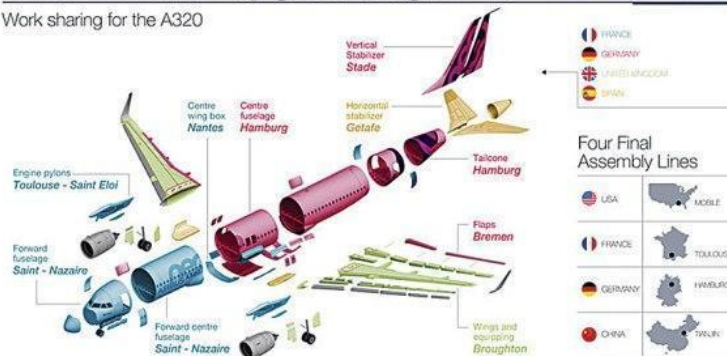 Work sharing for the A320
Vertical
Stabilizer
Stade
FRANCE
GERMANY
UNITED KINGDOM
SPAIN
Centre
wing box
Nantes
Centre
fuselage
Hamburg
Horizontal
stabilizer
Getafe
Engine pylons
Toulouse - Saint Eloi
Tailcone
Hamburg
Forward
fuselage
Saint - Nazaire
Flaps
Bremen
Forward centre
fuselage
Saint - Nazaire
Wings and
equipping
Broughton
Four Final
Assembly Lines
USA
MOBILE
FRANCE
TOULOUS
GERMANY
HAMBURG
CHINA
TIANJIN